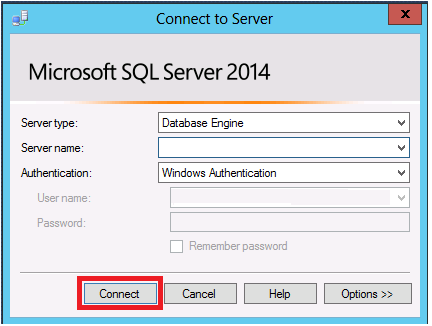 Connect to Server
x
Microsoft SQL Server 2014
Server type: Database Engine
Server name:
Authentication: Windows Authentication
User name:
Password:
Remember password
Connect Cancel Help Options >>